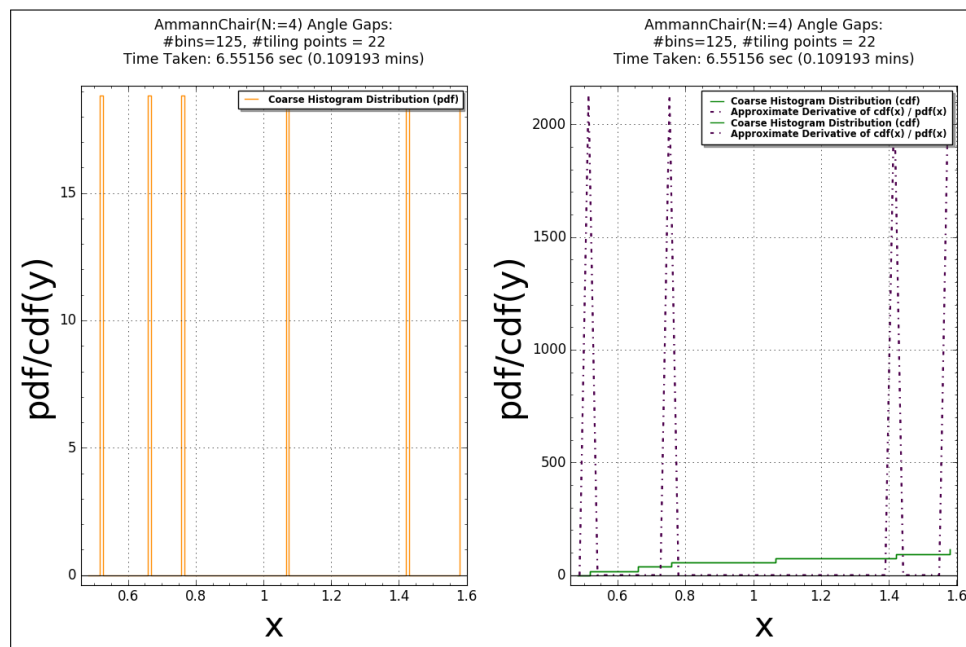 AmmannChair(N:=4) Angle Gaps:
#bins=125, #tiling points = 22
Time Taken: 6.55156 sec (0.109193 mins)
Coarse Histogram Distribution (pdf)
pdf/cdf(y)
15
10
5
0
0.6
0.8
1
1.2
1.4
1.6
x
AmmannChair(N:=4) Angle Gaps:
#bins=125, #tiling points = 22
Time Taken: 6.55156 sec (0.109193 mins)
Coarse Histogram Distribution (cdf)
Approximate Derivative of cdf(x) / pdf(x)
Coarse Histogram Distribution (cdf)
Approximate Derivative of cdf(x) / pdf(x)
pdf/cdf(y)
2000
1500
1000
500
0
0.6
0.8
1
1.2
1.4
1.6
x